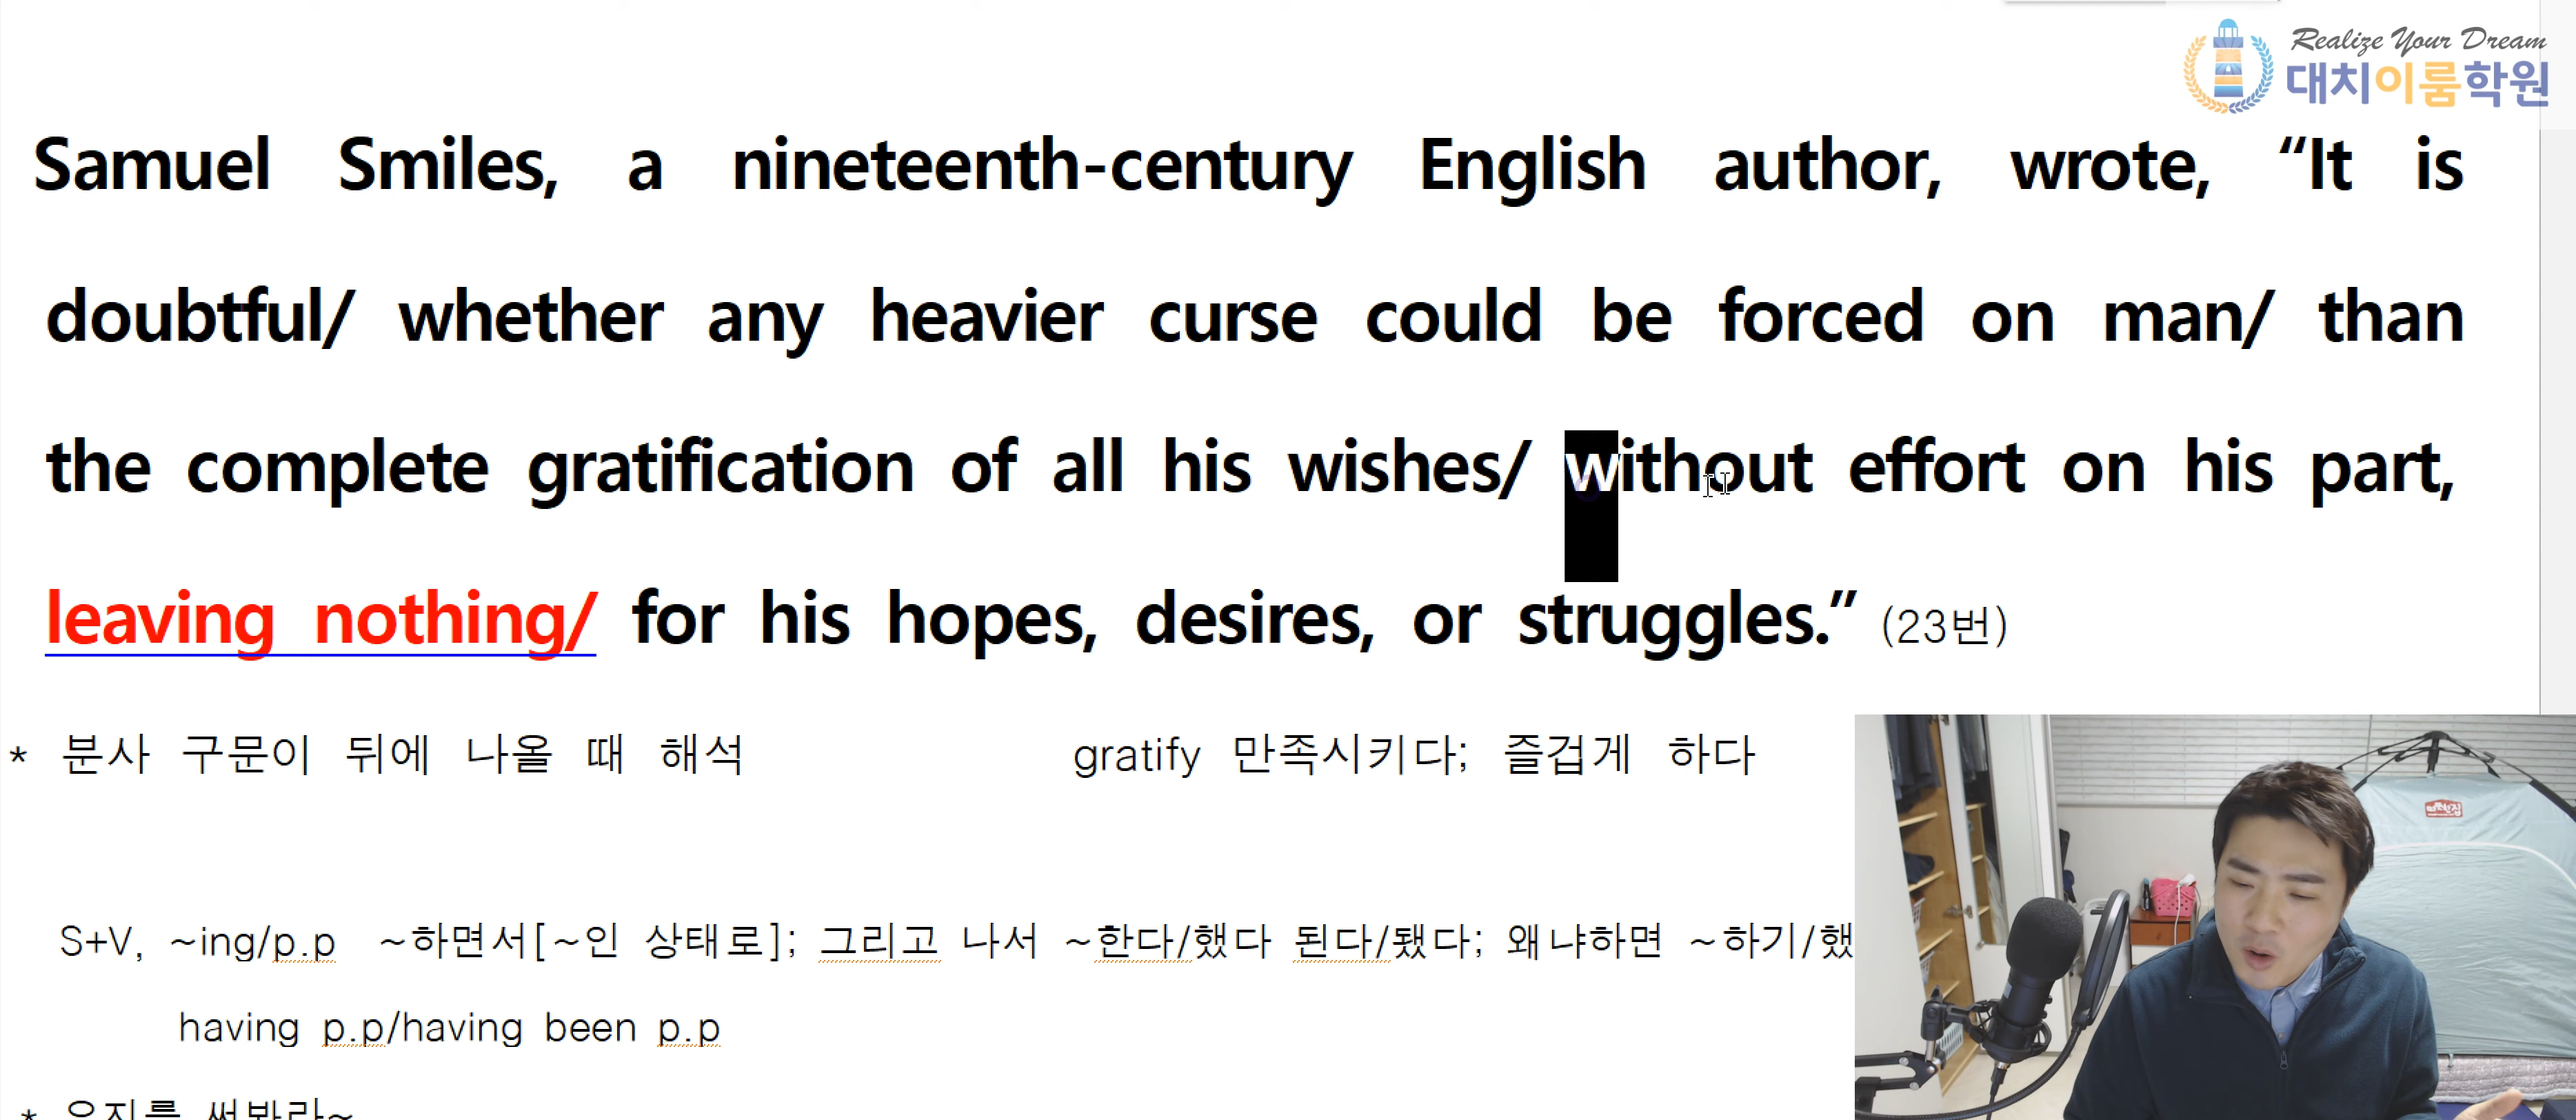 Realize Your Dream
대치이룸학원
Samuel Smiles, a nineteenth-century English author, wrote, “It is
doubtful/ whether any heavier curse could be forced on man/ than
the complete gratification of all his wishes/ without effort on his part,
leaving nothing/ for his hopes, desires, or struggles.” (23번)
* 분사 구문이 뒤에 나올 때 해석 gratify 만족시키다; 즐겁게 하다
S+V, ~ing/p.p ~하면서[~인 상태로]; 그리고 나서 ~한다/했다 된다/됐다; 왜냐하면 ~하기/했
having p.p/having been p.p